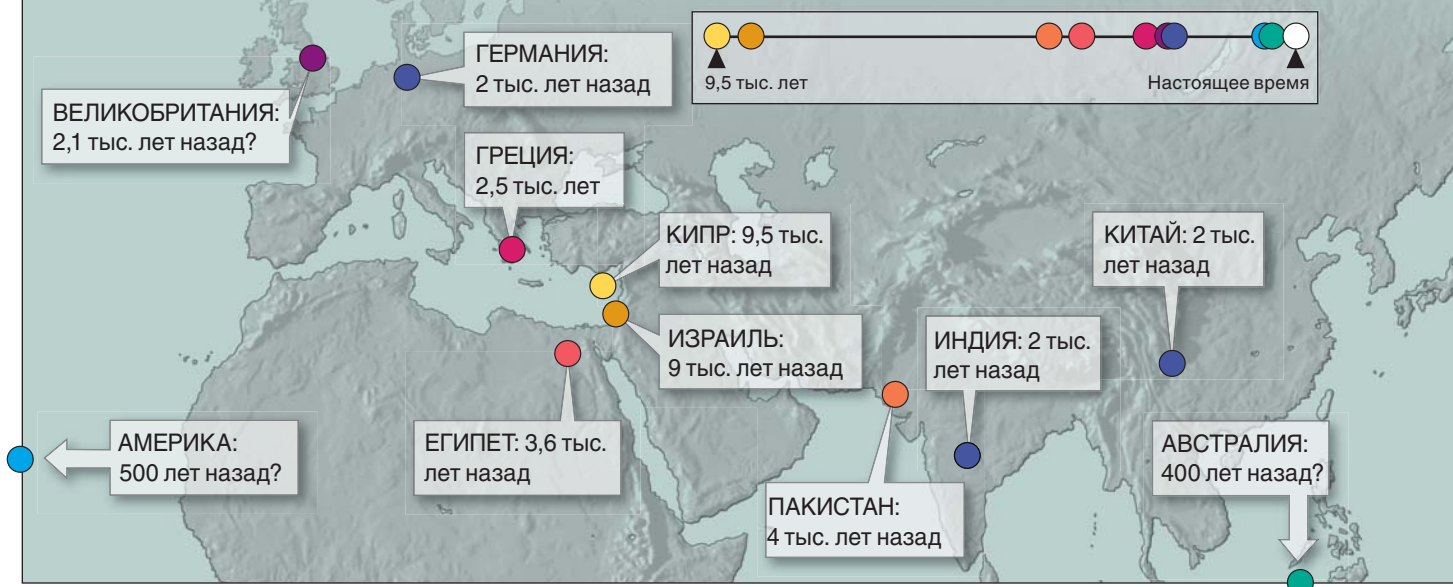 ГЕРМАНИЯ:
2 тыс. лет назад
9,5 тыс. лет
Настоящее время
ВЕЛИКОБРИТАНИЯ:
2,1 тыс. лет назад?
ГРЕЦИЯ:
2,5 тыс. лет
КИПР: 9,5 тыс.
лет назад
КИТАЙ: 2 тыс.
лет назад
ИЗРАИЛЬ:
9 тыс. лет назад
ИНДИЯ: 2 тыс.
лет назад
АМЕРИКА:
500 лет назад?
ЕГИПЕТ: 3,6 тыс.
лет назад
АВСТРАЛИЯ:
400 лет назад?
ПАКИСТАН:
4 тыс. лет назад